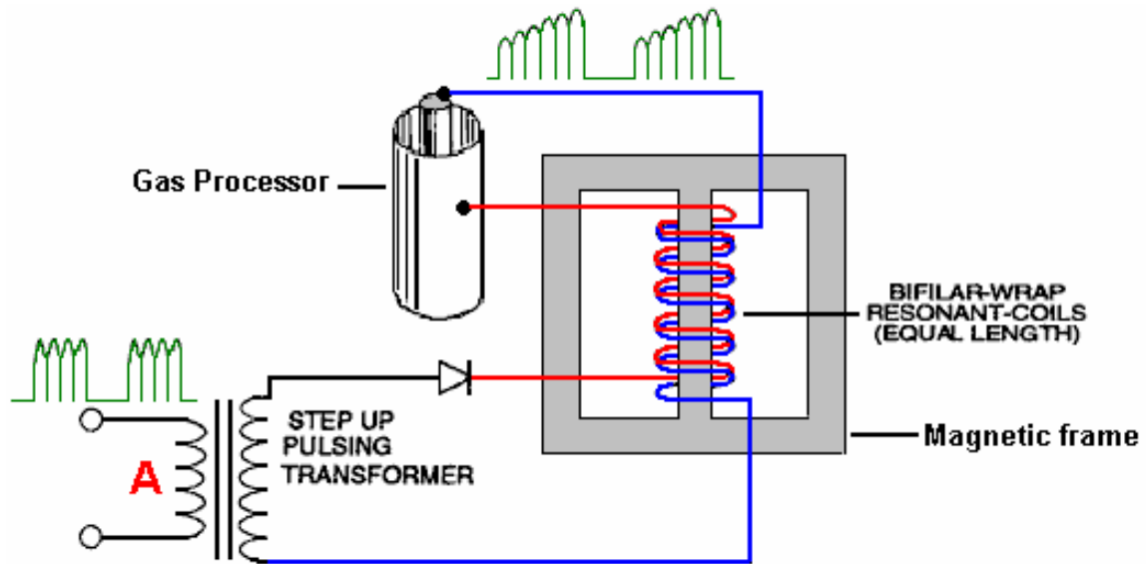 Gas Processor
BIFILAR-WRAP
RESONANT-COILS
(EQUAL LENGTH)
A
STEP UP
PULSING
TRANSFORMER
Magnetic frame